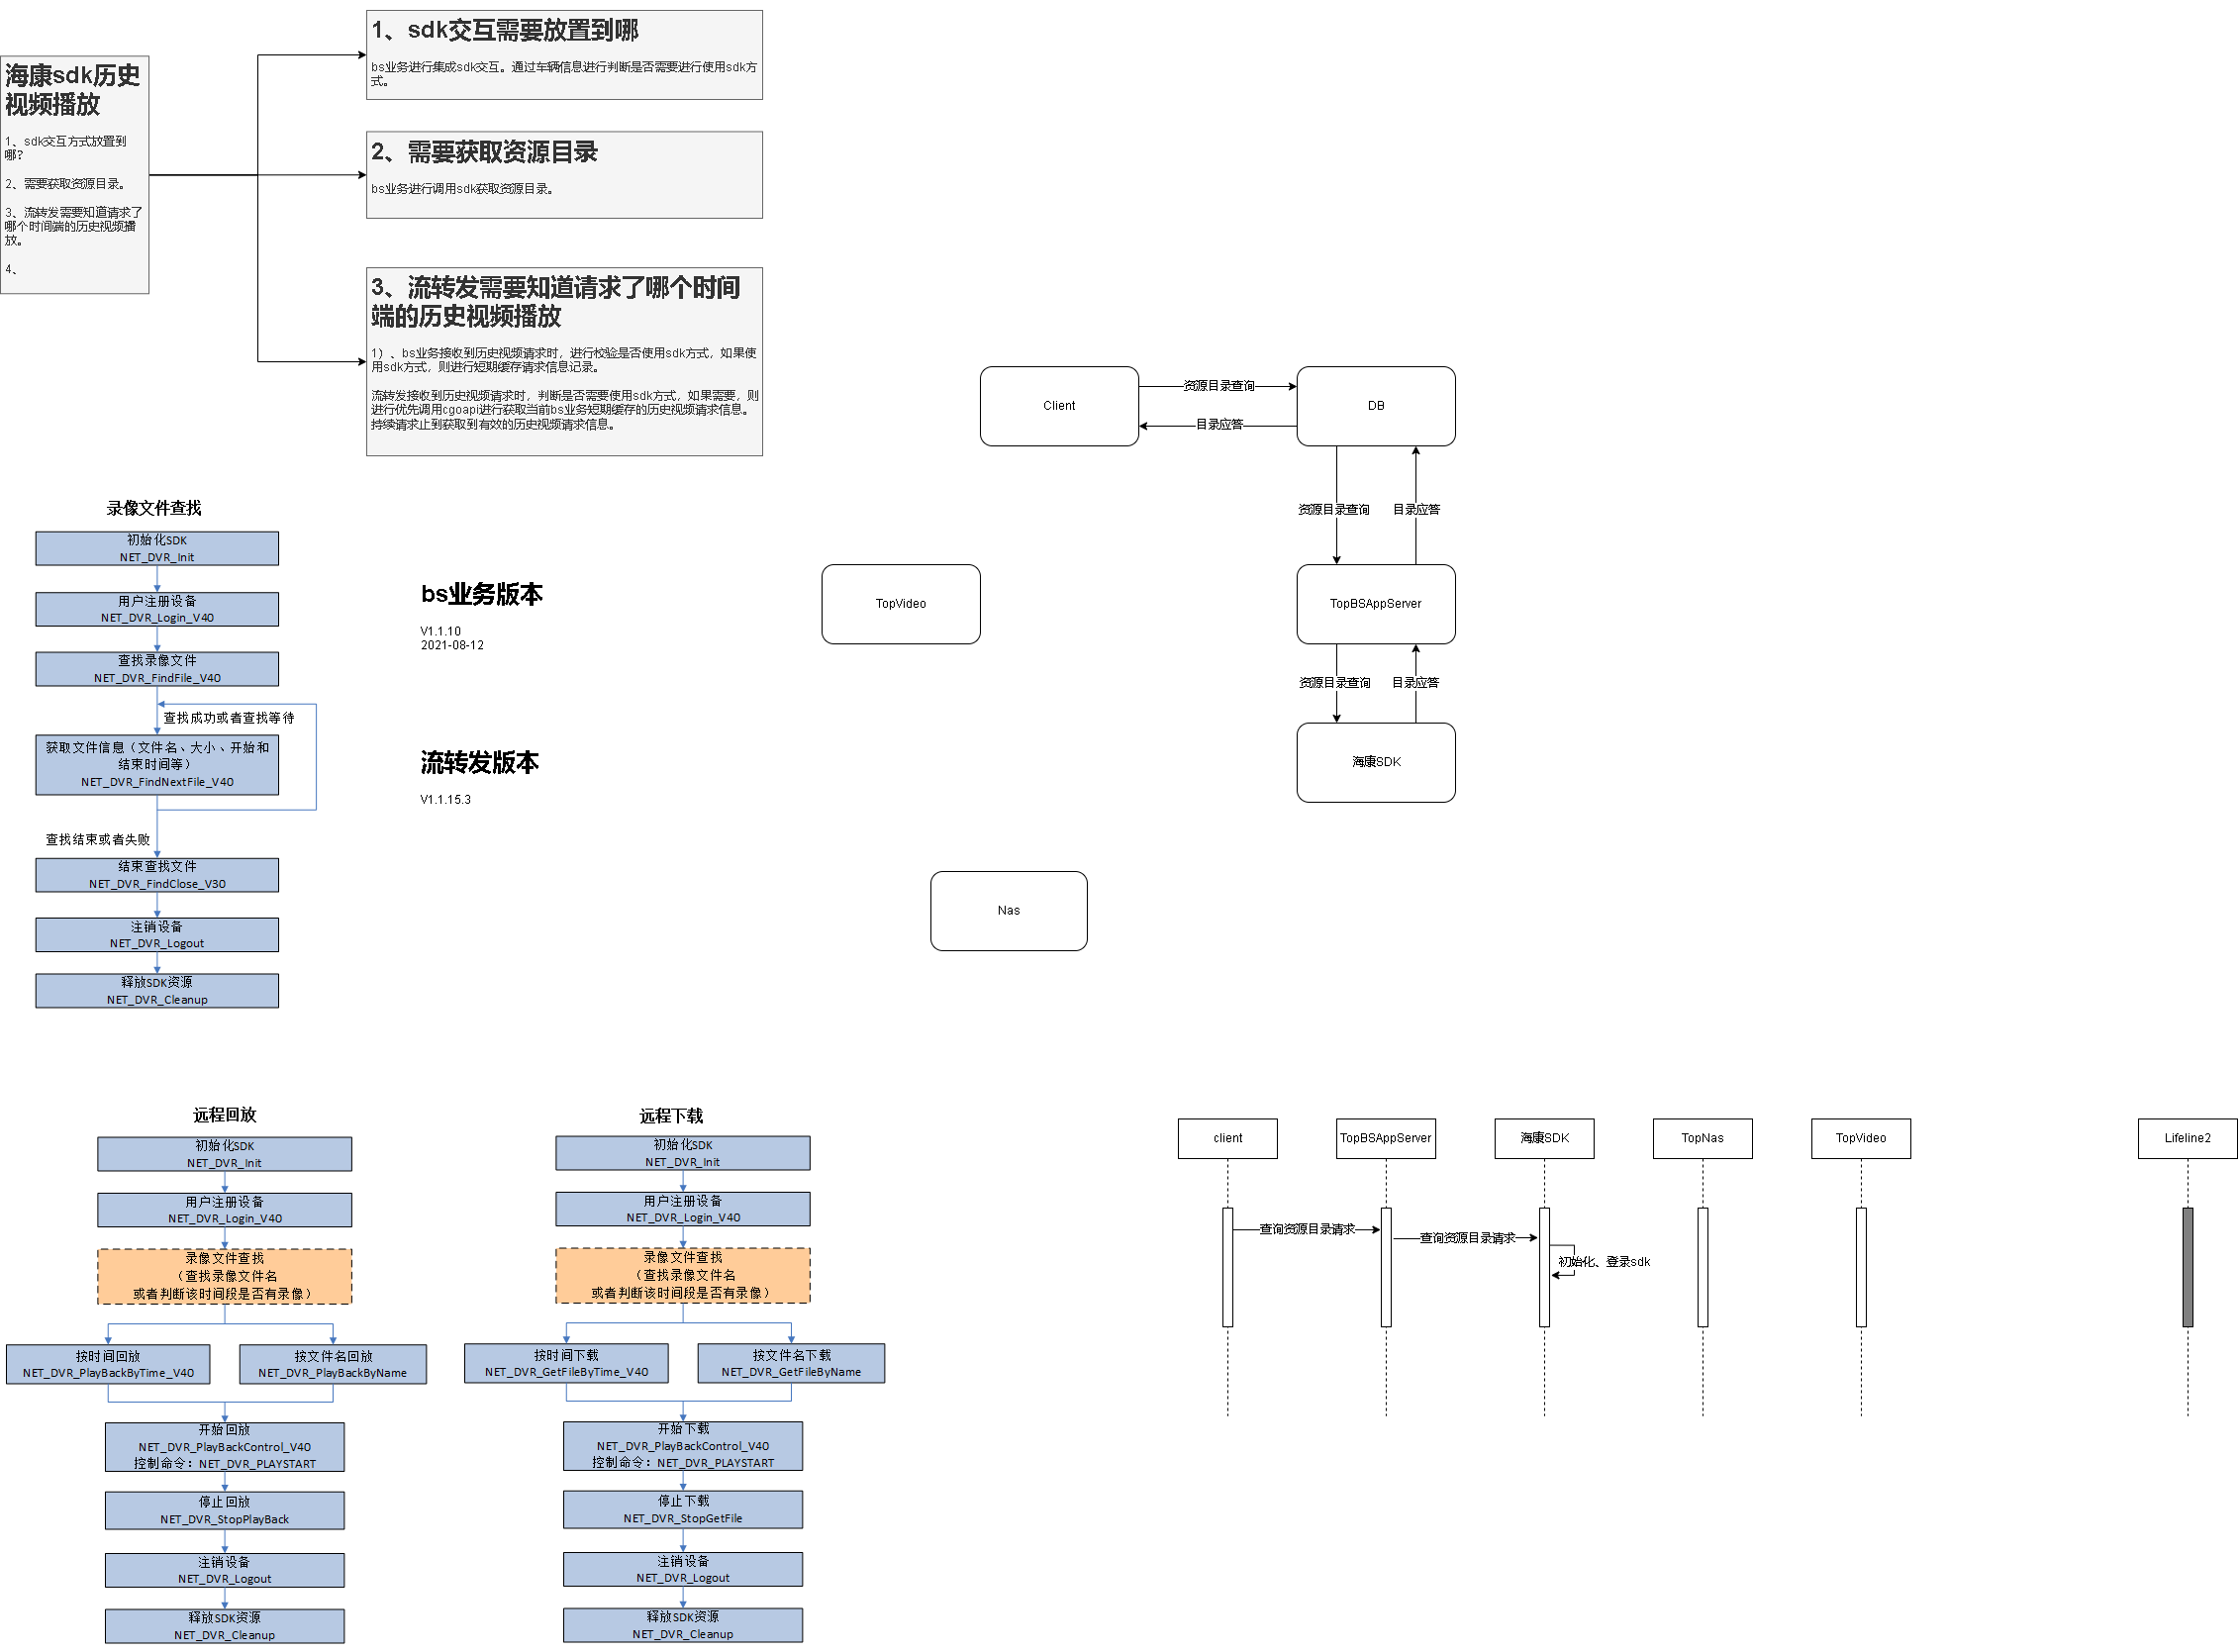 海康sdk历史
视频播放
1、sdk交互方式放置到
哪？
2、需要获取资源目录。
3、流转发需要知道请求了
哪个时间端的历史视频播
放。
4、
1、sdk交互需要放置到哪
bs业务进行集成sdk交互。通过车辆信息进行判断是否需要进行使用sdk方
式。
2、需要获取资源目录
bs业务进行调用sdk获取资源目录。
3、流转发需要知道请求了哪个时间
端的历史视频播放
1）、bs业务接收到历史视频请求时，进行校验是否使用sdk方式，如果使
用sdk方式，则进行短期缓存请求信息记录。
流转发接收到历史视频请求时，判断是否需要使用sdk方式，如果需要，则
进行优先调用cgoapi进行获取当前bs业务短期缓存的历史视频请求信息。
持续请求止到获取到有效的历史视频请求信息。
Client
资源目录查询
目录应答
DB
资源目录查询
目录应答
TopVideo
TopBSAppServer
资源目录查询
目录应答
海康SDK
Nas
录像文件查找
初始化SDK
NET_DVR_Init
用户注册设备
NET_DVR_Login_V40
查找录像文件
NET_DVR_FindFile_V40
查找成功或者查找等待
获取文件信息（文件名、大小、开始和
结束时间等）
NET_DVR_FindNextFile_V40
查找结束或者失败
结束查找文件
NET_DVR_FindClose_V30
注销设备
NET_DVR_Logout
释放SDK资源
NET_DVR_Cleanup
bs业务版本
V1.1.10
2021-08-12
流转发版本
V1.1.15.3
远程回放
初始化SDK
NET_DVR_Init
用户注册设备
NET_DVR_Login_V40
录像文件查找
（查找录像文件名
或者判断该时间段是否有录像）
按时间回放
NET_DVR_PlayBackByTime_V40
按文件名回放
NET_DVR_PlayBackByName
开始回放
NET_DVR_PlayBackControl_V40
控制命令：NET_DVR_PLAYSTART
停止回放
NET_DVR_StopPlayBack
注销设备
NET_DVR_Logout
释放SDK资源
NET_DVR_Cleanup
远程下载
初始化SDK
NET_DVR_Init
用户注册设备
NET_DVR_Login_V40
录像文件查找
（查找录像文件名
或者判断该时间段是否有录像）
按时间下载
NET_DVR_GetFileByTime_V40
按文件名下载
NET_DVR_GetFileByName
开始下载
NET_DVR_PlayBackControl_V40
控制命令：NET_DVR_PLAYSTART
停止下载
NET_DVR_StopGetFile
注销设备
NET_DVR_Logout
释放SDK资源
NET_DVR_Cleanup
client
TopBSAppServer
海康SDK
TopNas
TopVideo
Lifeline2
查询资源目录请求
查询资源目录请求
初始化、登录sdk